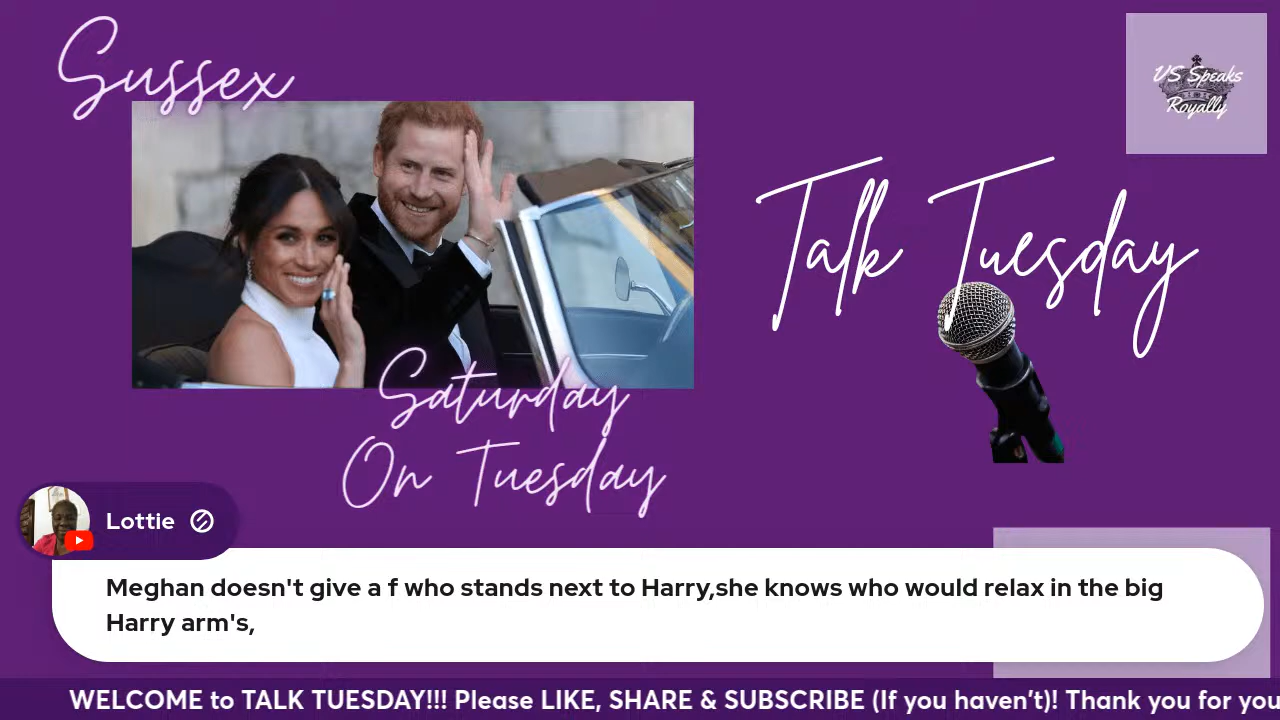 Sussex
VS Speaks
Royally
Talk Tuesday
Saturday
On Tuesday
Lottie
Meghan doesn't give a f who stands next to Harry,she knows who would relax in the big
Harry arm's,
WELCOME to TALK TUESDAY!!! Please LIKE, SHARE & SUBSCRIBE (If you haven't)! Thank you for you